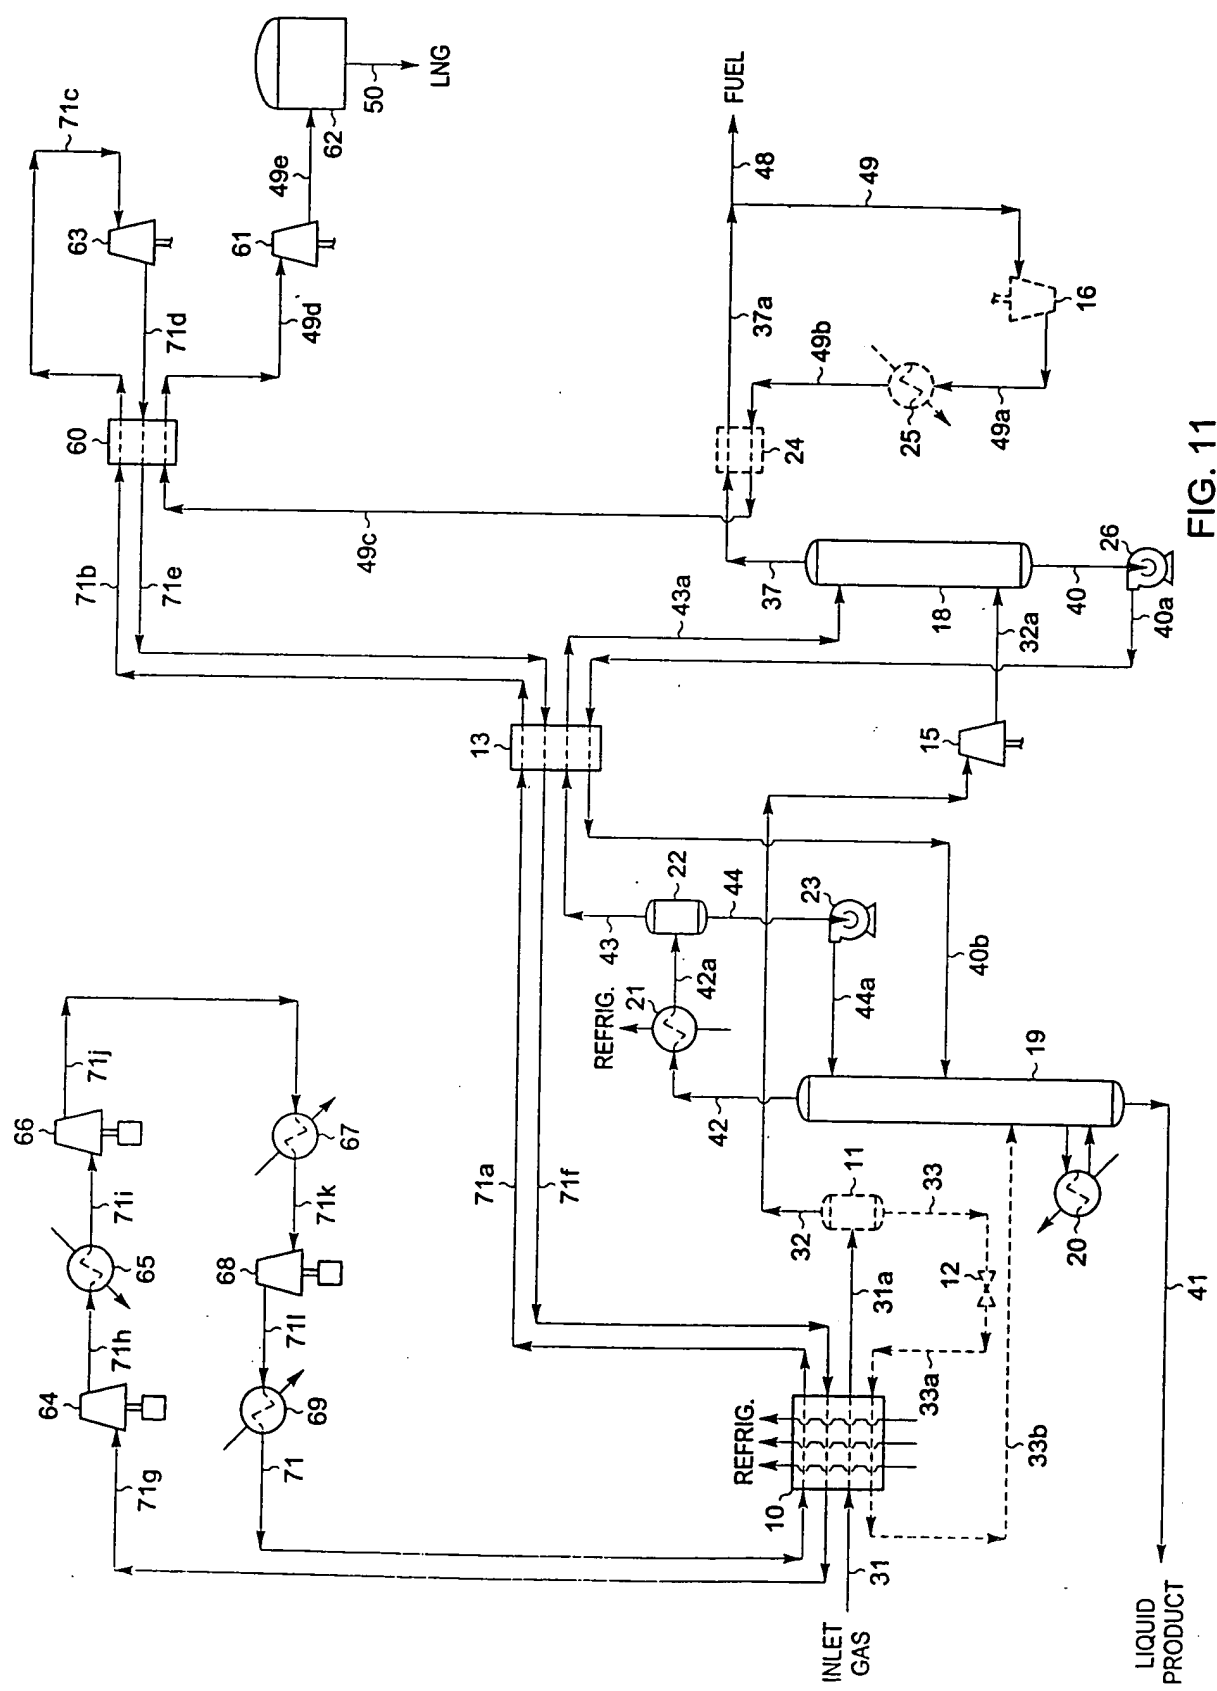 66
64
71j
71b
63
60
71c
71h
71i
65
71g
71e
71d
68
61
71l
49e
71
69
49d
71k
62
67
49c
50
LNG
13
71a
71f
REFRIG.
43
21
22
43a
42a
42
44
FUEL
REFRIG.
37a
48
37
10
24
32
23
49b
11
INLET
GAS
44a
49
31
31a
25
33a
33
15
18
12
40b
49a
33b
19
32a
20
40
16
26
40a
LIQUID
PRODUCT
41
FIG. 11